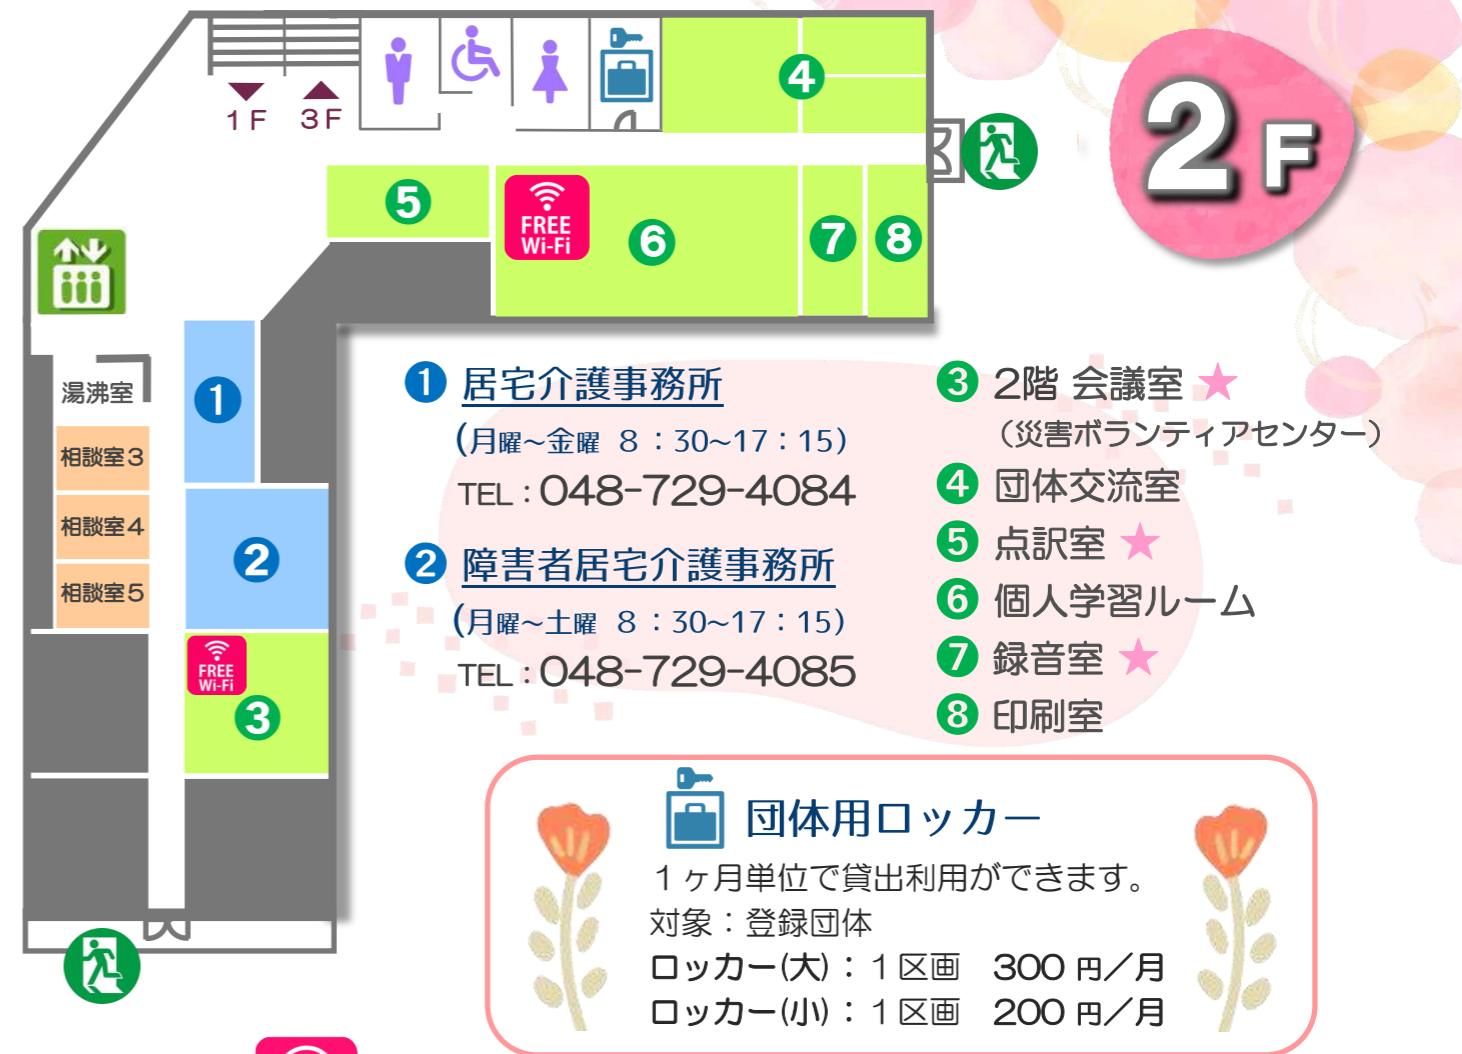 2F
1F
3F
4
5
FREE
Wi-Fi
6
7
8
湯沸室
相談室3
相談室4
相談室5
1
2
FREE
Wi-Fi
3
1 居宅介護事務所
(月曜~金曜 8：30~17：15)
TEL：048-729-4084
2 障害者居宅介護事務所
(月曜~土曜 8：30~17：15)
TEL：048-729-4085
3 2階 会議室 ★
（災害ボランティアセンター）
4 団体交流室
5 点訳室 ★
6 個人学習ルーム
7 録音室 ★
8 印刷室
団体用ロッカー
1ヶ月単位で貸出利用ができます。
対象：登録団体
ロッカー(大)：1区画 300円／月
ロッカー(小)：1区画 200円／月